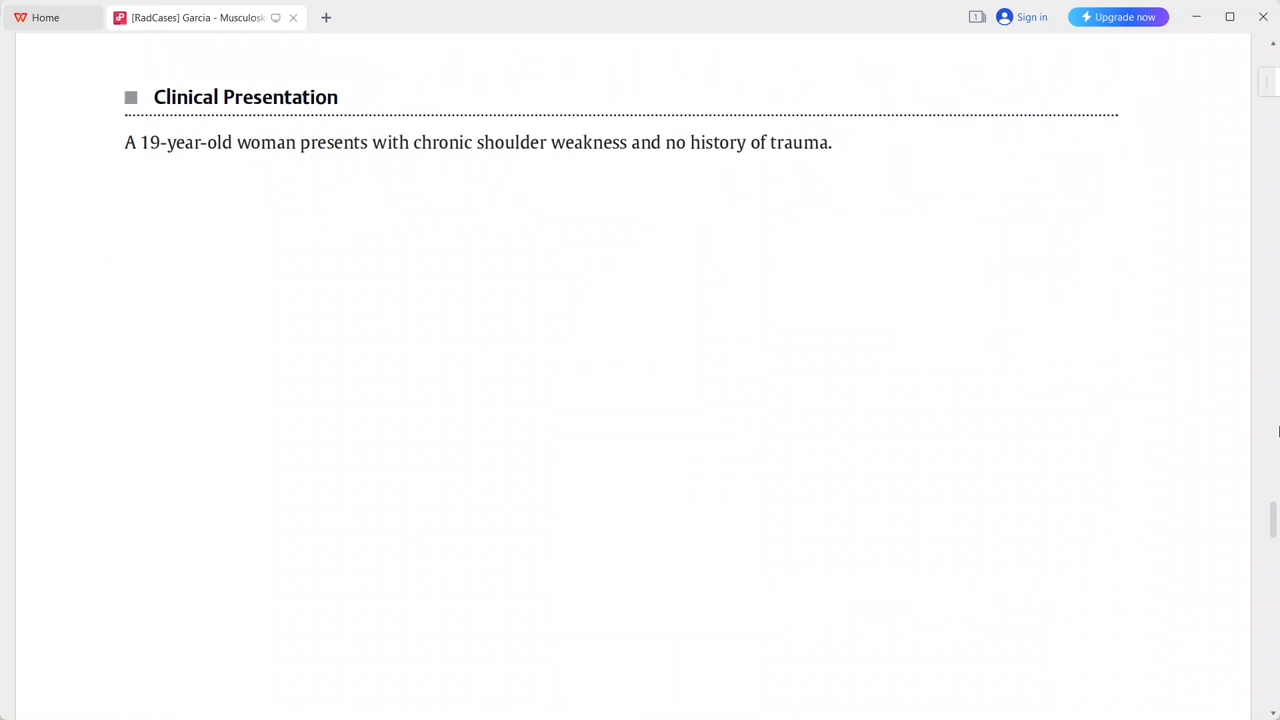 Home
[RadCases] Garcia - Musculosk
1
Sign in
Upgrade now
Clinical Presentation
A 19-year-old woman presents with chronic shoulder weakness and no history of trauma.